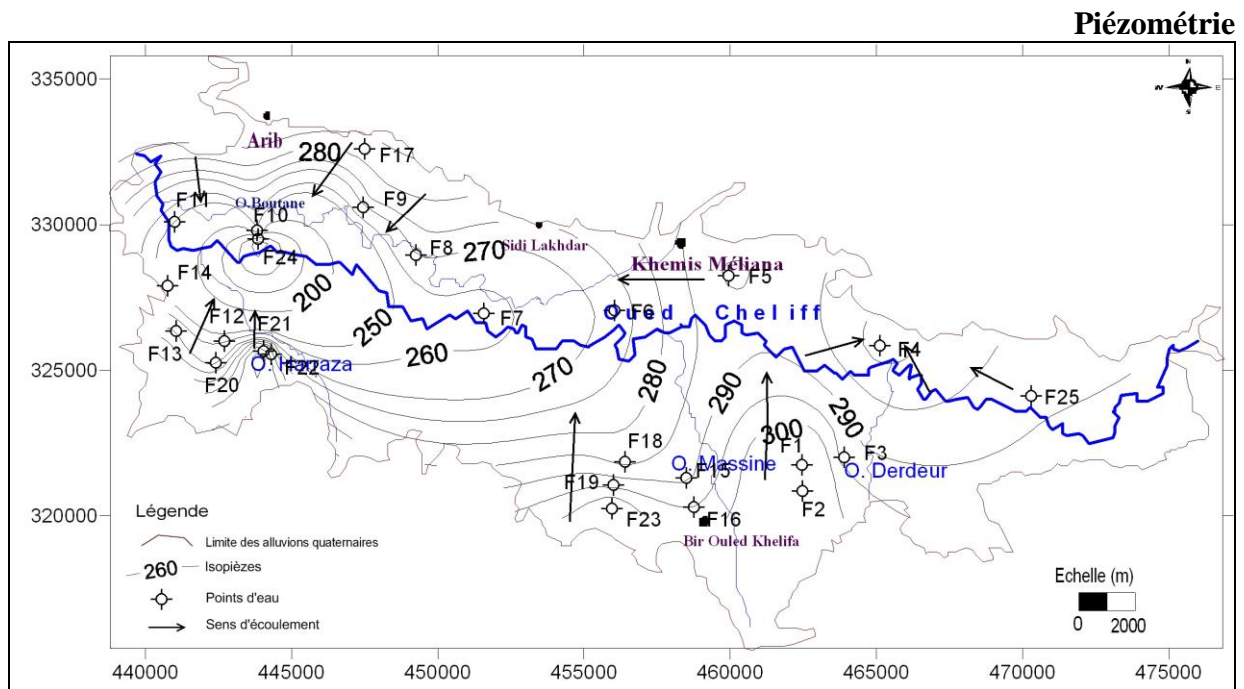 Piézométrie
335000
330000
325000
320000
Arib
280
F17
F11
O.Boutane
F10
F9
F24
F8
270
Sidi Lakhdar
Khemis Méliana
F5
F14
200
F12
F21
250
F7
F6
Oued Cheliff
F13
F20
O. Harraza
F22
260
270
280
290
F4
F25
300
290
F18
F1
F3
O. Massine
F15
O. Derdeur
F19
F2
F23
F16
Bir Ouled Khelifa
Légende
Limite des alluvions quaternaires
260
Isopièzes
Points d'eau
Sens d'écoulement
Echelle (m)
0 2000
440000 445000 450000 455000 460000 465000 470000 475000